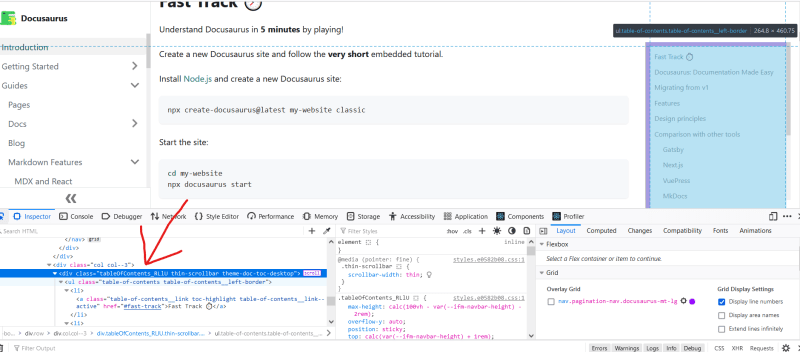 Docusaurus
Introduction
Getting Started
Guides
Pages
Docs
Blog
Markdown Features
MDX and React
Fast Track ⏱️
Understand Docusaurus in 5 minutes by playing!
Create a new Docusaurus site and follow the very short embedded tutorial.
Install Node.js and create a new Docusaurus site:
npx create-docusaurus@latest my-website classic
Start the site:
cd my-website
npx docusaurus start
ul.table-of-contents.table-of-contents__left-border | 264.8 × 460.75
Fast Track ⏱️
Docusaurus: Documentation Made Easy
Migrating from v1
Features
Design principles
Comparison with other tools
Gatsby
Next.js
VuePress
MkDocs
Inspector Console Debugger Network Style Editor Performance Memory Storage Accessibility Application Components Profiler
Search HTML
</nav> grid
</div>
</div>
<div class="col col--3">
<div class="tableOfContents_RLlU thin-scrollbar theme-doc-toc-desktop"> scroll
<ul class="table-of-contents table-of-contents__left-border">
<li>
<a class="table-of-contents__link toc-highlight table-of-contents__link--
active" href="#fast-track">Fast Track ⏱️</a>
</li>
<li>
div.row
div.col.col--3
div.tableOfContents_RLlU.thin-scrollbar....
ul.table-of-contents.table-of-contents
Filter Styles
:hov .cls
element { inline
}
@media (pointer: fine) { styles.e0582b08.css:1
.thin-scrollbar {
scrollbar-width: thin;
}
.tableOfContents_RLlU { styles.e0582b08.css:1
max-height: calc(100vh - var(--ifm-navbar-height) -
2rem);
overflow-y: auto;
position: sticky;
top: calc(var(--ifm-navbar-height) + 1rem);
Layout Computed Changes Compatibility
Flexbox
Select a Flex container or item to continue.
Grid
Overlay Grid
nav.pagination-nav.docusaurus-mt-lg
Grid Display Settings
Display line numbers
Display area names
Extend lines infinitely
Filter Output
Errors Warnings Logs Info Debug CSS XHR Requests